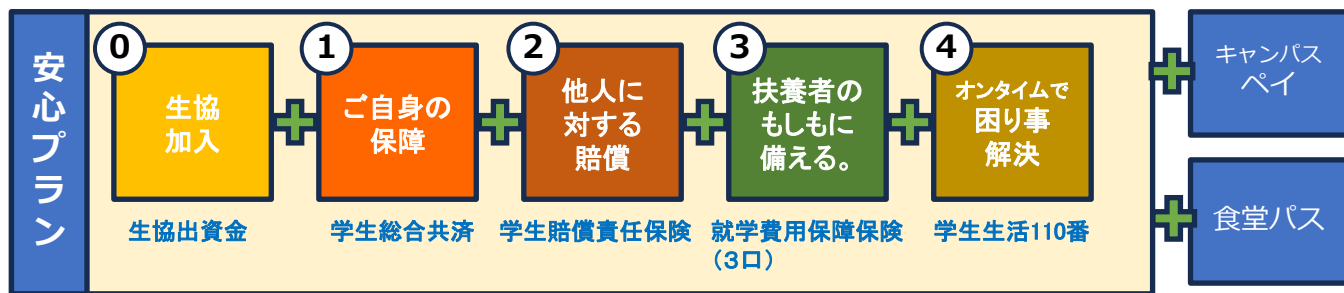 安心プラン
0
生協
加入
生協出資金
1
ご自身の
保障
学生総合共済
2
他人に
対する
賠償
学生賠償責任保険
3
扶養者の
もしもに
備える。
就学費用保障保険
(3口)
4
オンタイムで
困り事
解決
学生生活110番
キャンパス
ペイ
食堂パス